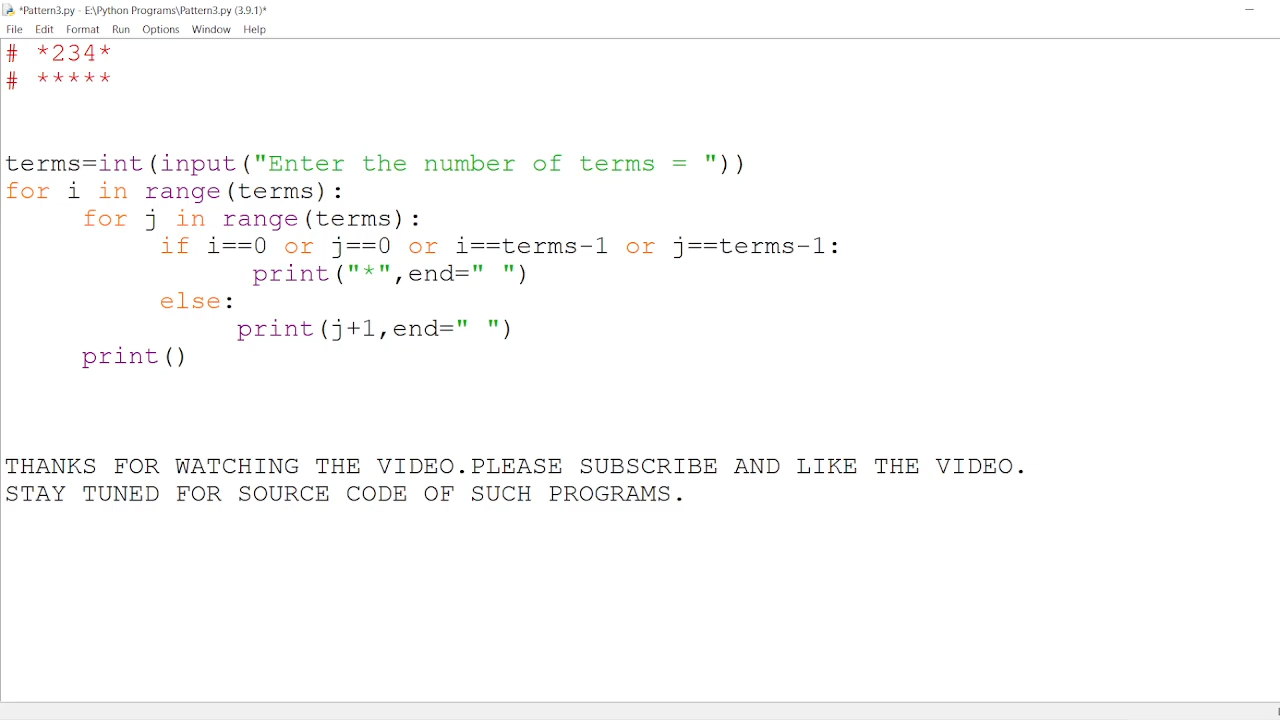 *Pattern3.py - E:\Python Programs\Pattern3.py (3.9.1)*
File Edit Format Run Options Window Help
# *234*
# *****
terms=int(input("Enter the number of terms = "))
for i in range(terms):
for j in range(terms):
if i==0 or j==0 or i==terms-1 or j==terms-1:
print("*",end=" ")
else:
print(j+1,end=" ")
print()
THANKS FOR WATCHING THE VIDEO.PLEASE SUBSCRIBE AND LIKE THE VIDEO.
STAY TUNED FOR SOURCE CODE OF SUCH PROGRAMS.